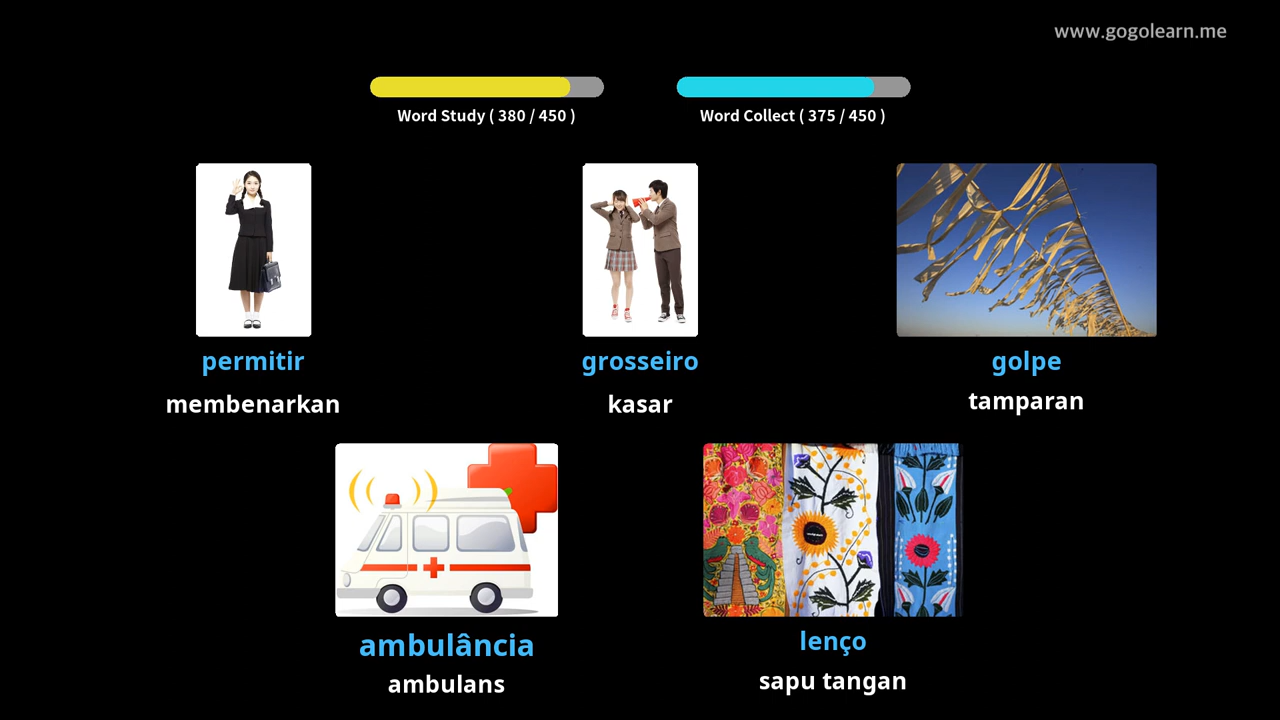 www.gogolearn.me
Word Study ( 380 / 450 )
Word Collect ( 375 / 450 )
permitir
membenarkan
grosseiro
kasar
golpe
tamparan
ambulância
ambulans
lenço
sapu tangan